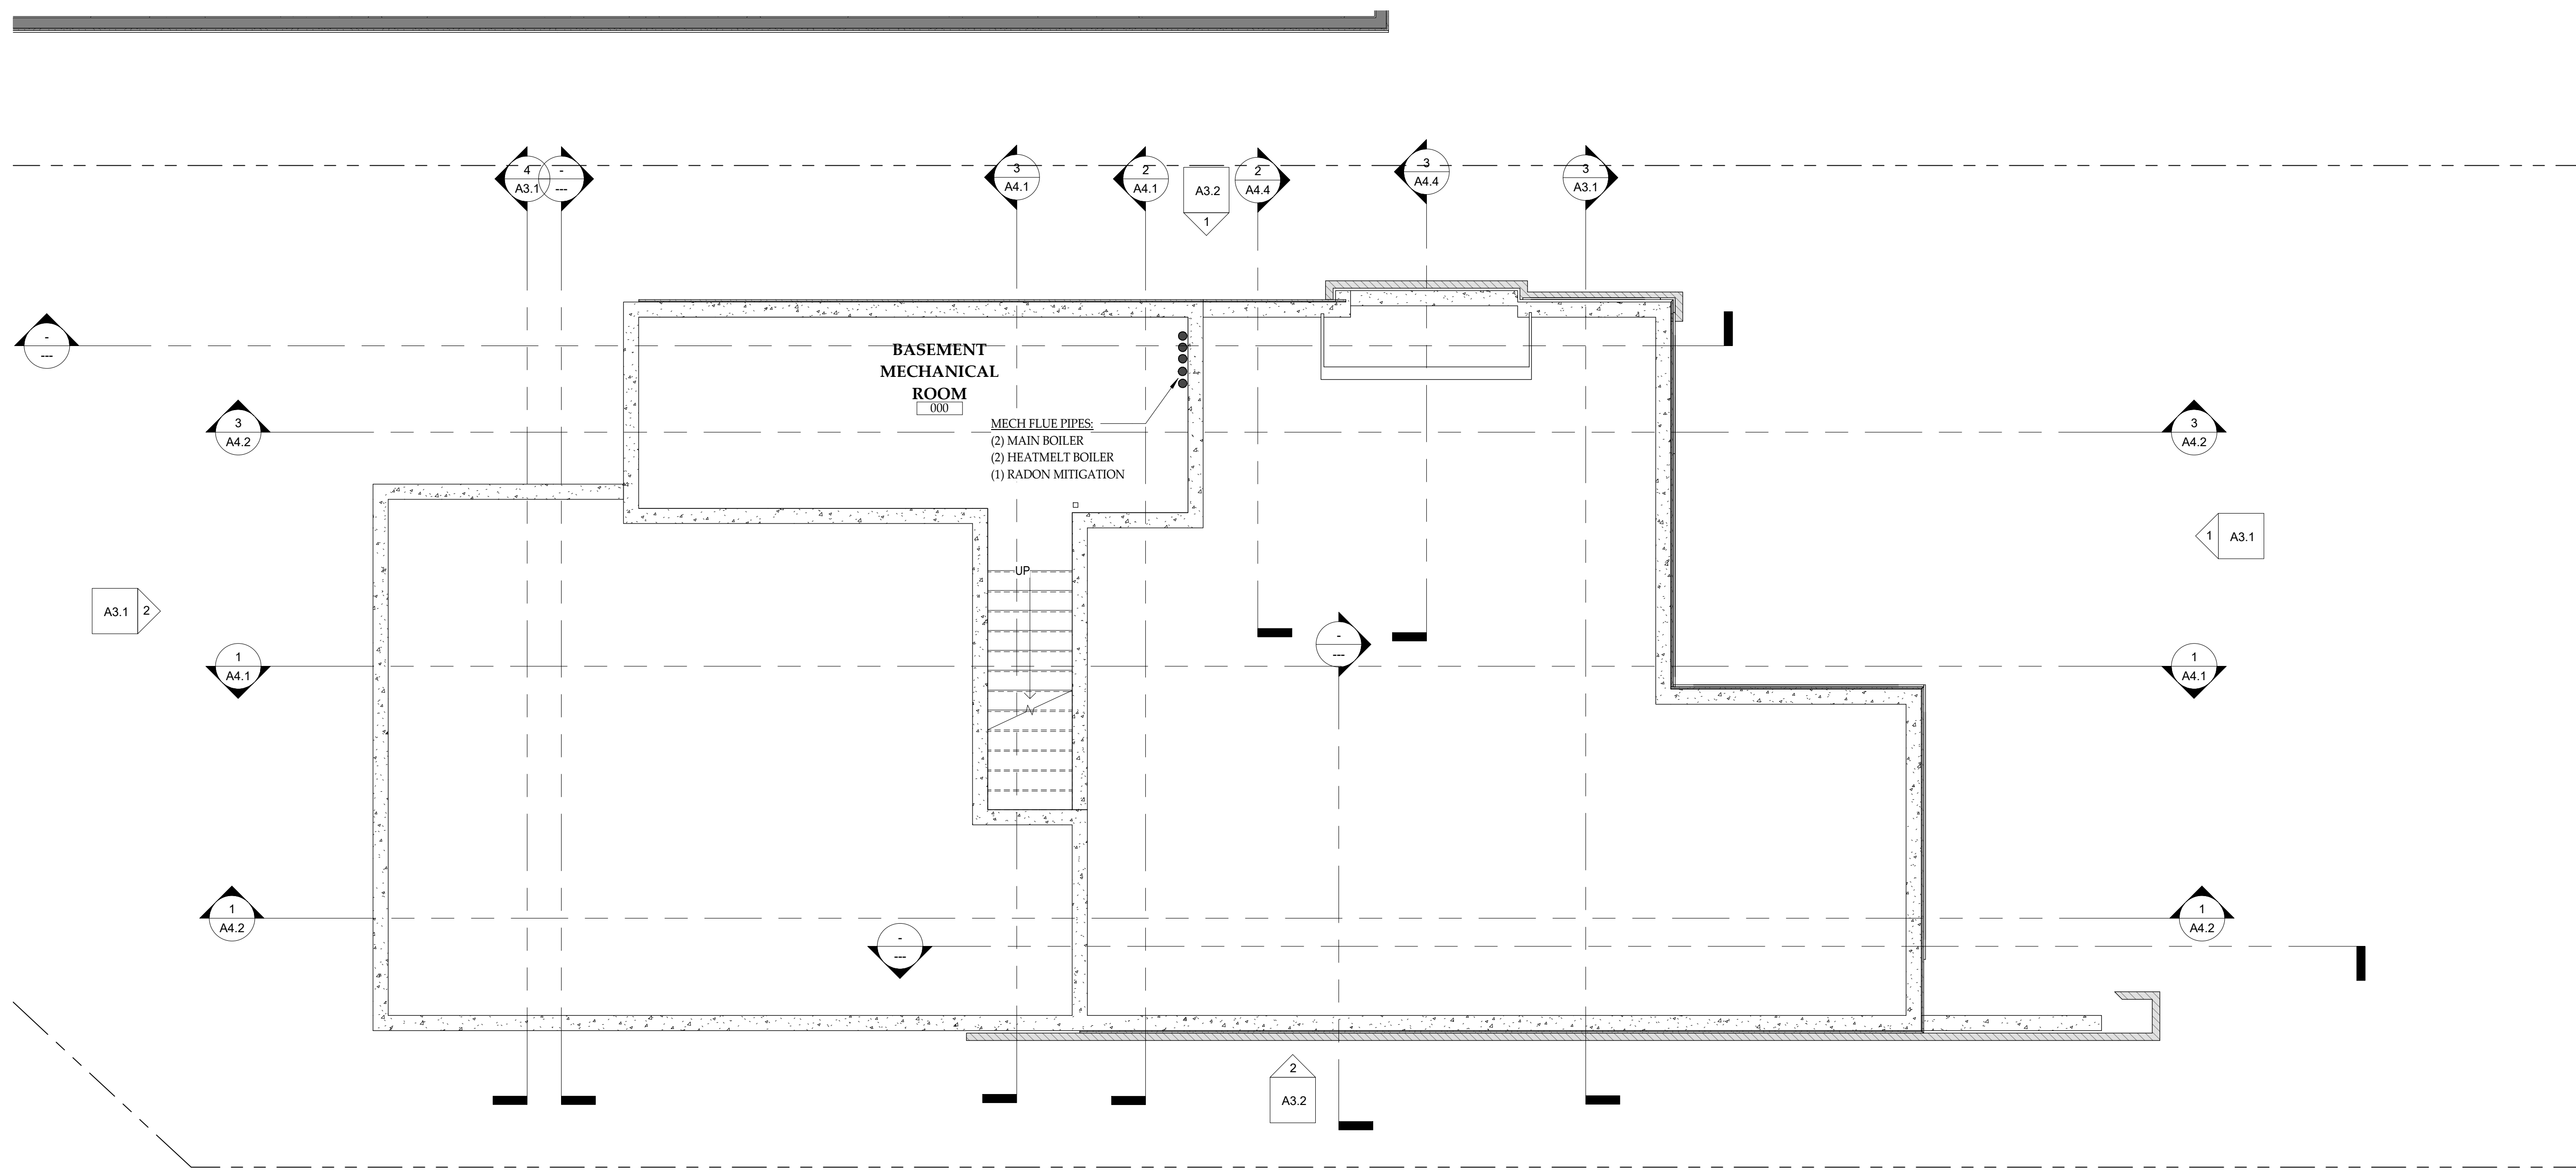 4
A3.1
-
---
3
A4.1
2
A4.1
A3.2
1
2
A4.4
3
A4.4
3
A3.1
-
---
BASEMENT
MECHANICAL
ROOM
000
MECH FLUE PIPES:
(2) MAIN BOILER
(2) HEATMELT BOILER
(1) RADON MITIGATION
3
A4.2
3
A4.2
1
A3.1
UP
A3.1
2
-
---
1
A4.1
1
A4.1
1
A4.2
1
A4.2
-
---
2
A3.2